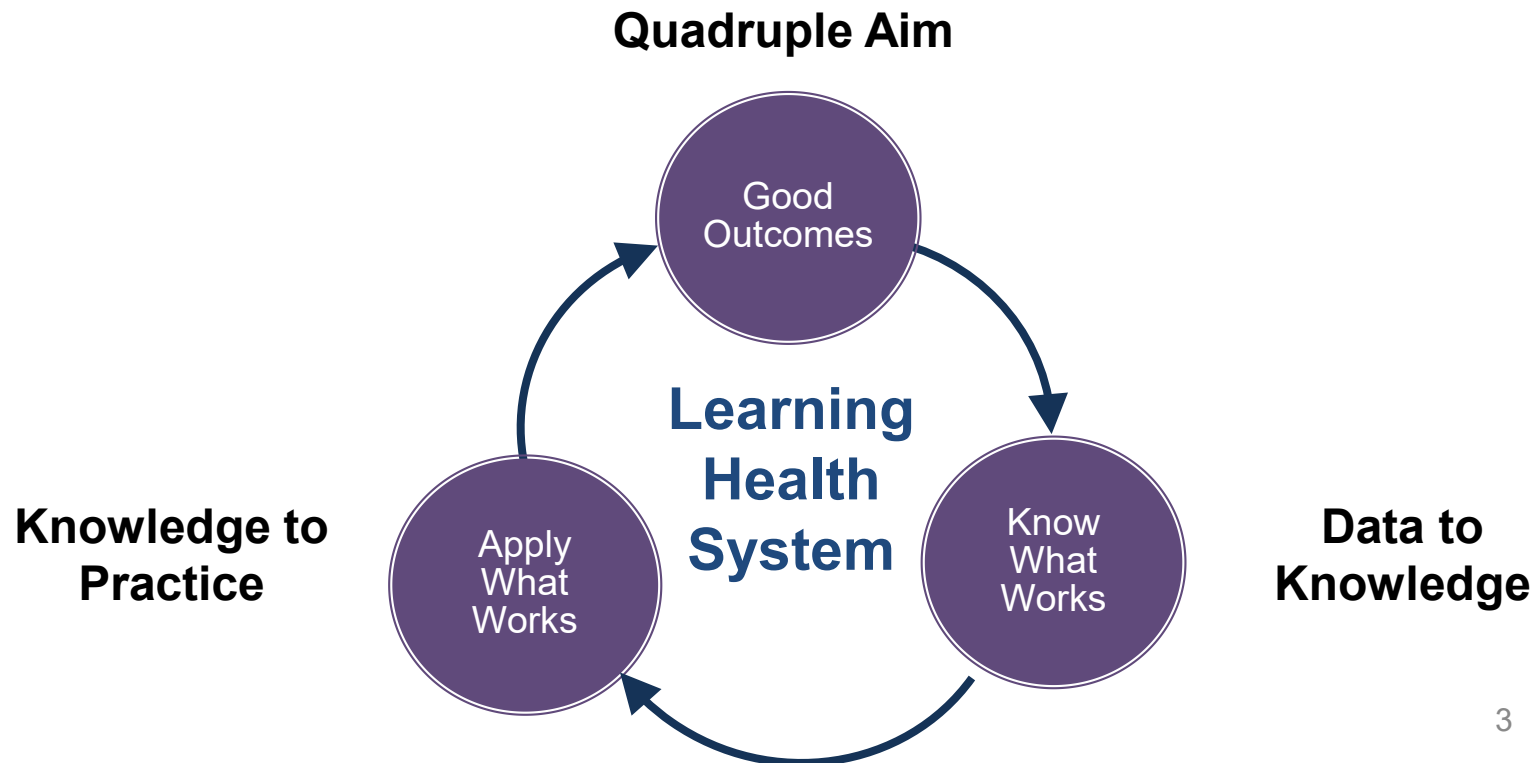 Quadruple Aim
Good
Outcomes
Learning
Health
System
Knowledge to
Practice
Apply
What
Works
Know
What
Works
Data to
Knowledge
3